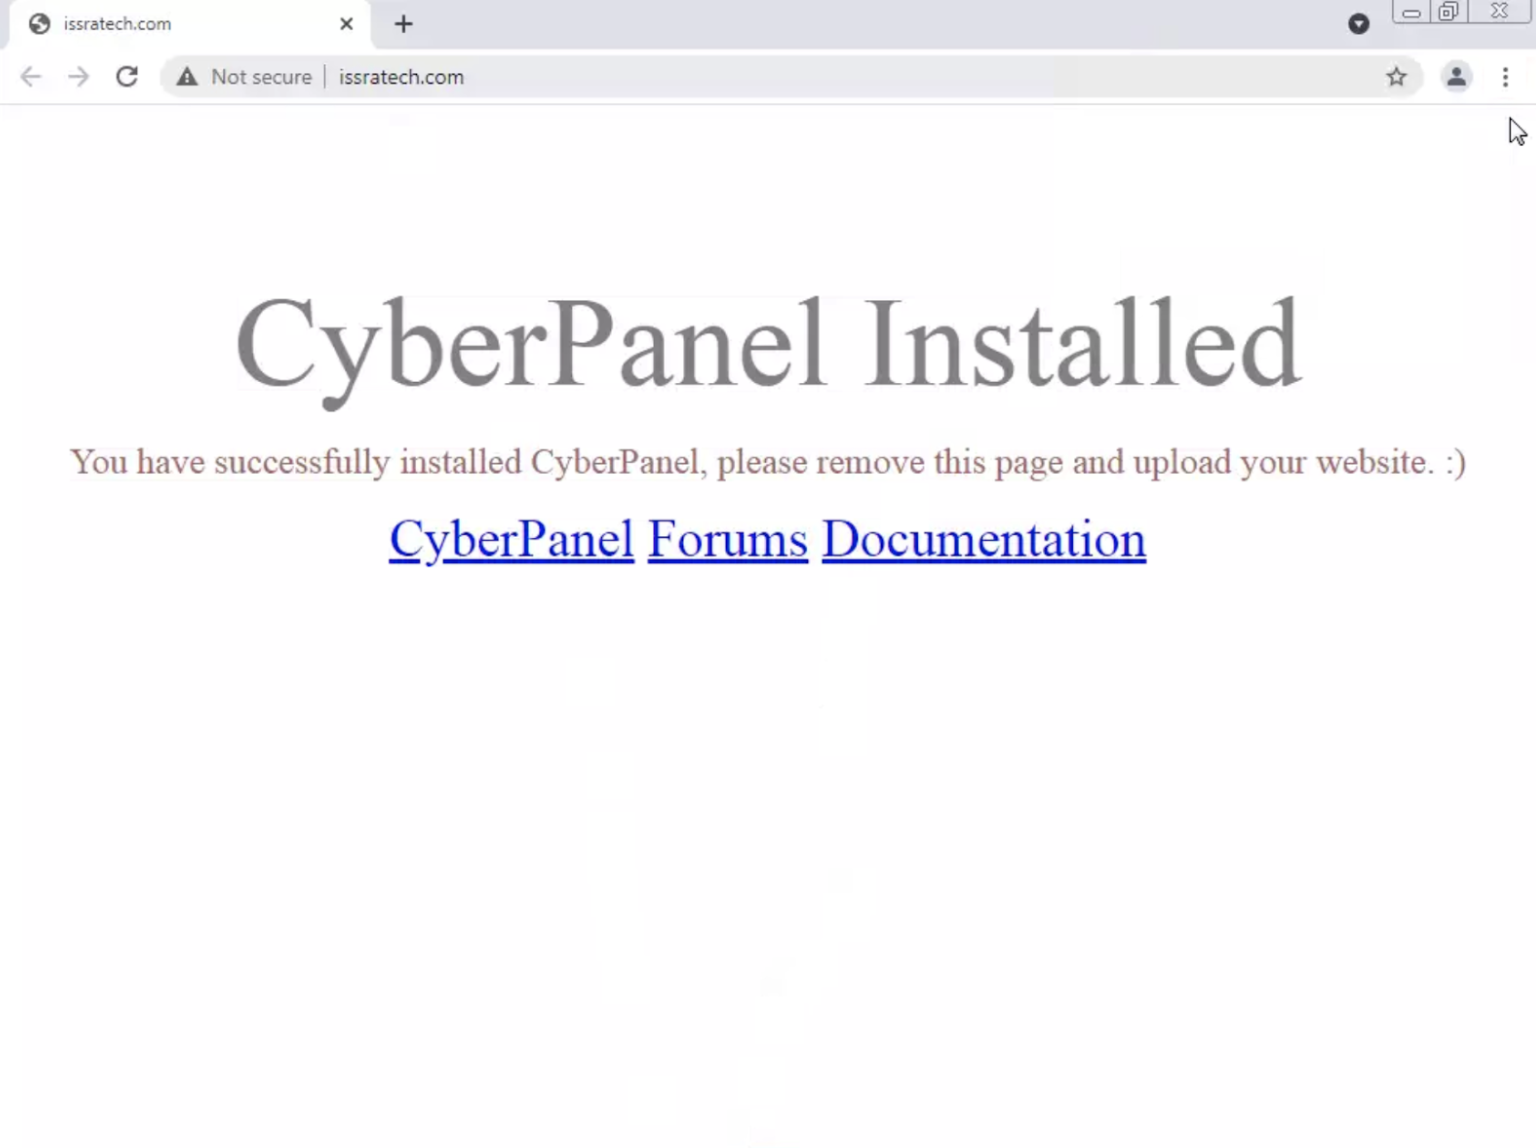 issratech.com
Not secure issratech.com
CyberPanel Installed
You have successfully installed CyberPanel, please remove this page and upload your website. :)
CyberPanel Forums Documentation